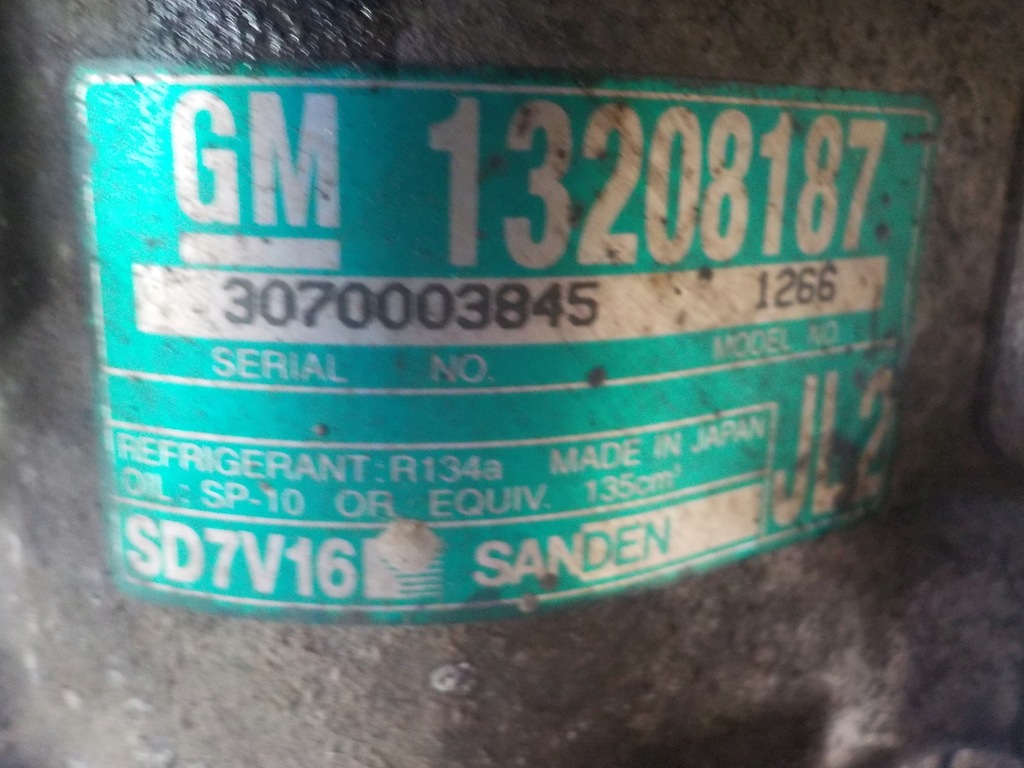 GM 13208187
3070003845 1266
SERIAL NO. MODEL NO.
REFRIGERANT: R134a MADE IN JAPAN
OIL: SP-10 OR EQUIV. 135cm³
JL2
SD7V16 SANDEN